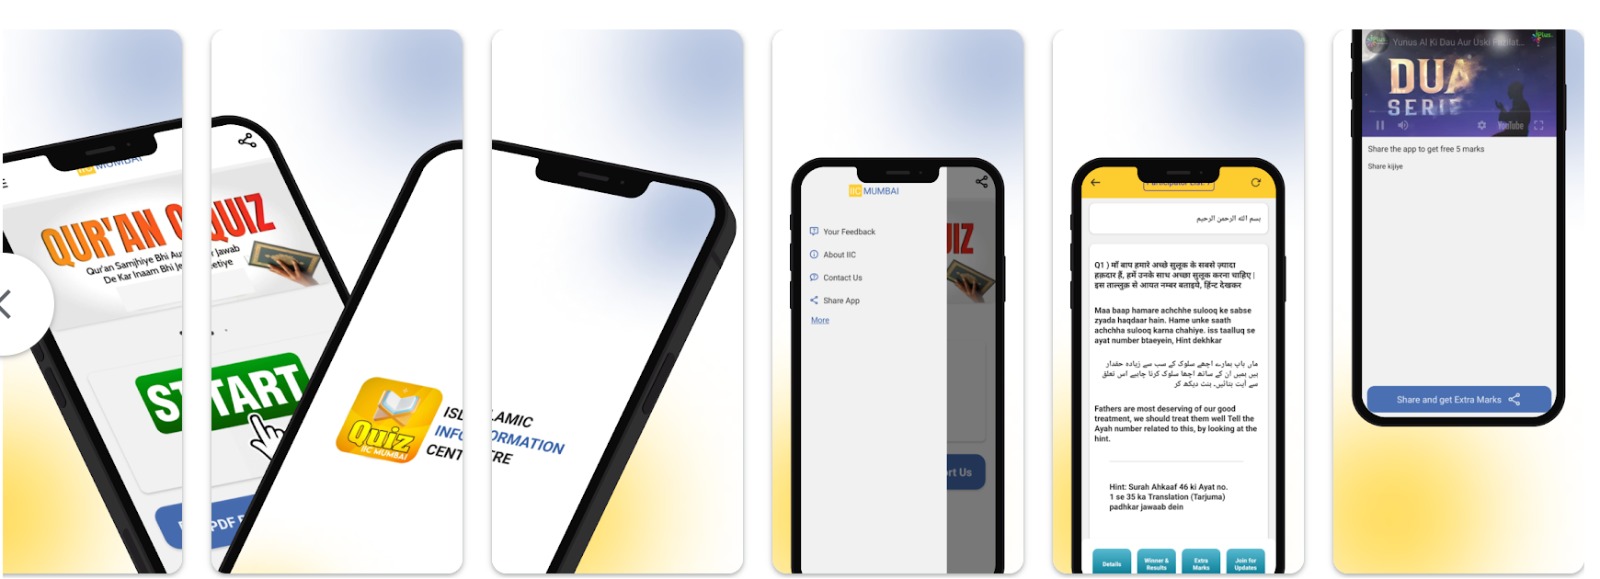 IIC MUMBAI
QUR'AN QUIZ
Qur'an Samjhiye Bhi Aur Jawab
De Kar Inaam Bhi Jeetiye
START
PDF
Quiz
IIC MUMBAI
ISLAMIC
INFORMATION
CENTRE
IIC MUMBAI
Your Feedback
About IIC
Contact Us
Share App
More
IZ
ort Us
بسم الله الرحمن الرحيم
Q1 ) माँ बाप हमारे अच्छे सुलूक के सबसे ज़्यादा
हक़दार हैं, हमें उनके साथ अच्छा सुलूक करना चाहिए |
इस ताल्लुक़ से आयत नम्बर बताइये, हिंन्ट देखकर
Maa baap hamare achchhe sulooq ke sabse
zyada haqdaar hain. Hame unke saath
achchha sulooq karna chahiye. iss taalluq se
ayat number btaeyein, Hint dekhkar
ماں باپ ہمارے اچھے سلوک کے سب سے زیادہ حقدار
ہیں ہمیں ان کے ساتھ اچھا سلوک کرنا چاہیے اس تعلق
سے آیت بتائیں۔ ہنٹ دیکھ کر
Fathers are most deserving of our good
treatment, we should treat them well Tell the
Ayah number related to this, by looking at the
hint.
Hint: Surah Ahkaaf 46 ki Ayat no.
1 se 35 ka Translation (Tarjuma)
padhkar jawaab dein
Details
Winner &
Results
Extra
Marks
Join for
Updates
Yunus AI Ki Dau Aur Uski
DUA
SERIE
YouTube
Share the app to get free 5 marks
Share kijiye
Share and get Extra Marks